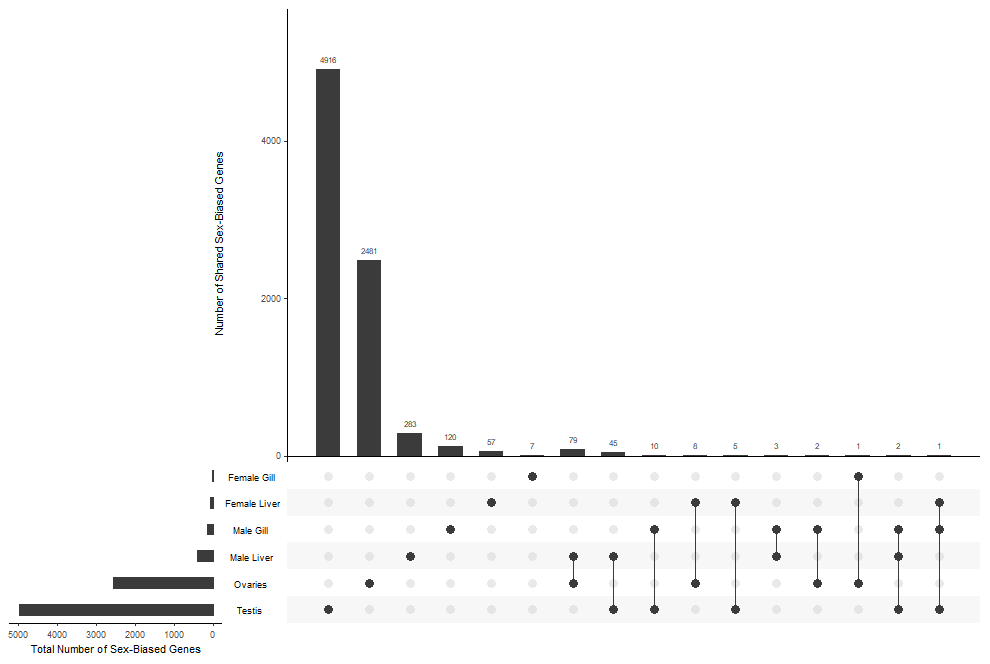 Number of Shared Sex-Biased Genes
4000
2000
0
4916
2481
283
120
57
7
79
45
10
8
5
3
2
1
2
1
Female Gill
Female Liver
Male Gill
Male Liver
Ovaries
Testis
5000 4000 3000 2000 1000 0
Total Number of Sex-Biased Genes